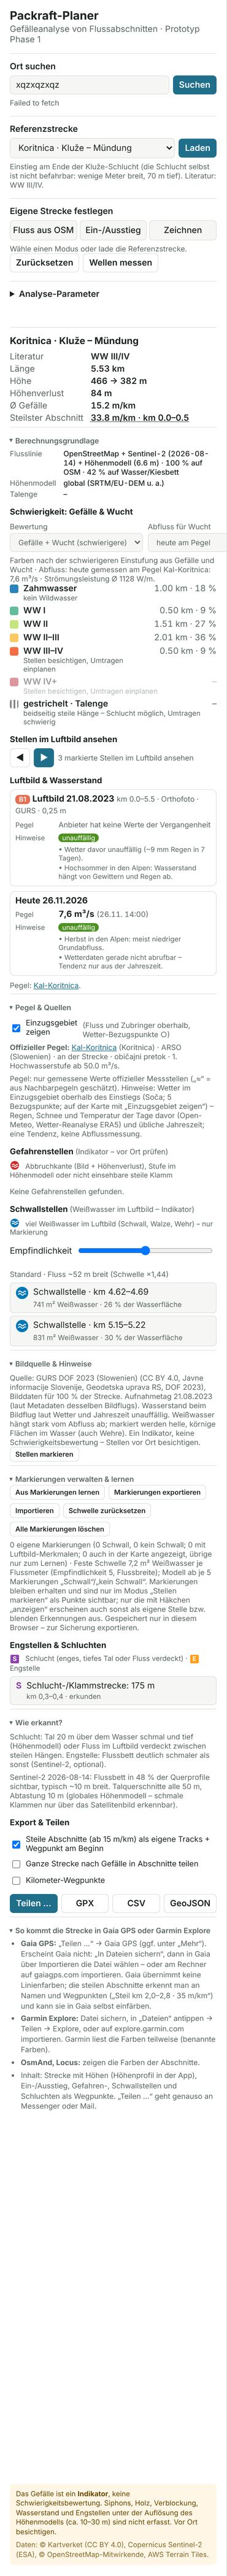 Packraft-Planer
Gefälleanalyse von Flussabschnitten · Prototyp
Phase 1
Ort suchen
xqzxqzxqz
Suchen
Failed to fetch
Referenzstrecke
Koritnica · Kluže – Mündung
Laden
Einstieg am Ende der Kluže-Schlucht (die Schlucht selbst
ist nicht befahrbar: wenige Meter breit, 70 m tief). Literatur:
WW III/IV.
Eigene Strecke festlegen
Fluss aus OSM
Ein-/Ausstieg
Zeichnen
Wähle einen Modus oder lade die Referenzstrecke.
Zurücksetzen
Wellen messen
▶ Analyse-Parameter
Koritnica · Kluže – Mündung
Literatur WW III/IV
Länge 5.53 km
Höhe 466 → 382 m
Höhenverlust 84 m
Ø Gefälle 15.2 m/km
Steilster Abschnitt 33.8 m/km · km 0.0–0.5
▾ Berechnungsgrundlage
Flusslinie OpenStreetMap + Sentinel-2 (2026-08-
14) + Höhenmodell (6.6 m) · 100 % auf
OSM · 42 % auf Wasser/Kiesbett
Höhenmodell global (SRTM/EU-DEM u. a.)
Talenge –
Schwierigkeit: Gefälle & Wucht
Bewertung
Abfluss für Wucht
Gefälle + Wucht (schwierigere)
heute am Pegel
Farben nach der schwierigeren Einstufung aus Gefälle und
Wucht · Abfluss: heute gemessen am Pegel Kal-Koritnica:
7,6 m³/s · Strömungsleistung Ø 1128 W/m.
Zahmwasser 1.00 km · 18 %
kein Wildwasser
WW I 0.50 km · 9 %
WW II 1.51 km · 27 %
WW II–III 2.01 km · 36 %
WW III–IV 0.50 km · 9 %
Stellen besichtigen, Umtragen
einplanen
WW IV+ –
Stellen besichtigen, Umtragen einplanen
gestrichelt · Talenge –
beidseitig steile Hänge – Schlucht möglich, Umtragen
schwierig
Stellen im Luftbild ansehen
◀ ▶ 3 markierte Stellen im Luftbild ansehen
Luftbild & Wasserstand
B1 Luftbild 21.08.2023 km 0.0–5.5 · Orthofoto ·
GURS · 0,25 m
Pegel Anbieter hat keine Werte der Vergangenheit
Hinweise unauffällig
• Wetter davor unauffällig (~9 mm Regen in 7
Tagen).
• Hochsommer in den Alpen: Wasserstand
hängt von Gewittern und Regen ab.
Heute 26.11.2026
Pegel 7,6 m³/s (26.11. 14:00)
Hinweise unauffällig
• Herbst in den Alpen: meist niedriger
Grundabfluss.
• Wetterdaten gerade nicht abrufbar –
Tendenz nur aus der Jahreszeit.
Pegel: Kal-Koritnica.
▾ Pegel & Quellen
Einzugsgebiet
zeigen
(Fluss und Zubringer oberhalb,
Wetter-Bezugspunkte ○)
Offizieller Pegel: Kal-Koritnica (Koritnica) · ARSO
(Slovenien) · an der Strecke · običajni pretok · 1.
Hochwasserstufe ab 50.0 m³/s.
Pegel: nur gemessene Werte offizieller Messstellen („≈“ =
aus Nachbarpegeln geschätzt). Hinweise: Wetter im
Einzugsgebiet oberhalb des Einstiegs (Soča; 5
Bezugspunkte; auf der Karte mit „Einzugsgebiet zeigen“) –
Regen, Schnee und Temperatur der Tage davor (Open-
Meteo, Wetter-Reanalyse ERA5) und übliche Jahreszeit;
eine Tendenz, keine Abflussmessung.
Gefahrenstellen (Indikator – vor Ort prüfen)
Abbruchkante (Bild + Höhenverlust), Stufe im
Höhenmodell oder nicht einsehbare steile Klamm
Keine Gefahrenstellen gefunden.
Schwallstellen (Weißwasser im Luftbild – Indikator)
viel Weißwasser im Luftbild (Schwall, Walze, Wehr) – nur
Markierung
Empfindlichkeit
Standard · Fluss ~52 m breit (Schwelle ×1,44)
Schwallstelle · km 4.62–4.69
741 m² Weißwasser · 26 % der Wasserfläche
Schwallstelle · km 5.15–5.22
831 m² Weißwasser · 30 % der Wasserfläche
▾ Bildquelle & Hinweise
Quelle: GURS DOF 2023 (Slowenien) (CC BY 4.0, Javne
informacije Slovenije, Geodetska uprava RS, DOF 2023),
Bilddaten für 100 % der Strecke. Aufnahmetag 21.08.2023
(laut Metadaten desselben Bildflugs). Wasserstand beim
Bildflug laut Wetter und Jahreszeit unauffällig. Weißwasser
hängt stark vom Abfluss ab; markiert werden helle, körnige
Flächen im Wasser (auch Wehre). Ein Indikator, keine
Schwierigkeitsbewertung – Stellen vor Ort besichtigen.
Stellen markieren
▾ Markierungen verwalten & lernen
Aus Markierungen lernen
Markierungen exportieren
Importieren
Schwelle zurücksetzen
Alle Markierungen löschen
0 eigene Markierungen (0 Schwall, 0 kein Schwall; 0 mit
Luftbild-Merkmalen; 0 auch in der Karte angezeigt, übrige
nur zum Lernen) · Feste Schwelle 7,2 m² Weißwasser je
Flussmeter (Empfindlichkeit 5, Flussbreite); Modell ab je 5
Markierungen „Schwall“/„kein Schwall“. Markierungen
bleiben erhalten und sind nur im Modus „Stellen
markieren“ als Punkte sichtbar; nur die mit Häkchen
„anzeigen“ erscheinen auch sonst als eigene Stelle bzw.
blenden Erkennungen aus. Gespeichert nur in diesem
Browser – zur Sicherung exportieren.
Engstellen & Schluchten
S Schlucht (enges, tiefes Tal oder Fluss verdeckt) · E
Engstelle
S Schlucht-/Klammstrecke: 175 m
km 0,3–0,4 · erkunden
▾ Wie erkannt?
Schlucht: Tal 20 m über dem Wasser schmal und tief
(Höhenmodell) oder Fluss im Luftbild verdeckt zwischen
steilen Hängen. Engstelle: Flussbett deutlich schmaler als
sonst (Sentinel-2, optional).
Sentinel-2 2026-08-14: Flussbett in 48 % der Querprofile
sichtbar, typisch ~10 m breit. Talquerschnitte alle 50 m,
Abtastung 10 m (globales Höhenmodell – schmale
Klammen nur über das Satellitenbild erkennbar).
Export & Teilen
Steile Abschnitte (ab 15 m/km) als eigene Tracks +
Wegpunkt am Beginn
Ganze Strecke nach Gefälle in Abschnitte teilen
Kilometer-Wegpunkte
Teilen …
GPX
CSV
GeoJSON
▾ So kommt die Strecke in Gaia GPS oder Garmin Explore
• Gaia GPS: „Teilen …“ → Gaia GPS (ggf. unter „Mehr“).
Erscheint Gaia nicht: „In Dateien sichern“, dann in Gaia
über Importieren die Datei wählen – oder am Rechner
auf gaiagps.com importieren. Gaia übernimmt keine
Linienfarben; die steilen Abschnitte erkennt man an
Namen und Wegpunkten („Steil km 2,0–2,8 · 35 m/km“)
und kann sie in Gaia selbst einfärben.
• Garmin Explore: Datei sichern, in „Dateien“ antippen →
Teilen → Explore, oder auf explore.garmin.com
importieren. Garmin liest die Farben teilweise (benannte
Farben).
• OsmAnd, Locus: zeigen die Farben der Abschnitte.
• Inhalt: Strecke mit Höhen (Höhenprofil in der App),
Ein-/Ausstieg, Gefahren-, Schwallstellen und
Schluchten als Wegpunkte. „Teilen …“ geht genauso an
Messenger oder Mail.
Das Gefälle ist ein Indikator, keine
Schwierigkeitsbewertung. Siphons, Holz, Verblockung,
Wasserstand und Engstellen unter der Auflösung des
Höhenmodells (ca. 10–30 m) sind nicht erfasst. Vor Ort
besichtigen.
Daten: © Kartverket (CC BY 4.0), Copernicus Sentinel-2
(ESA), © OpenStreetMap-Mitwirkende, AWS Terrain Tiles.